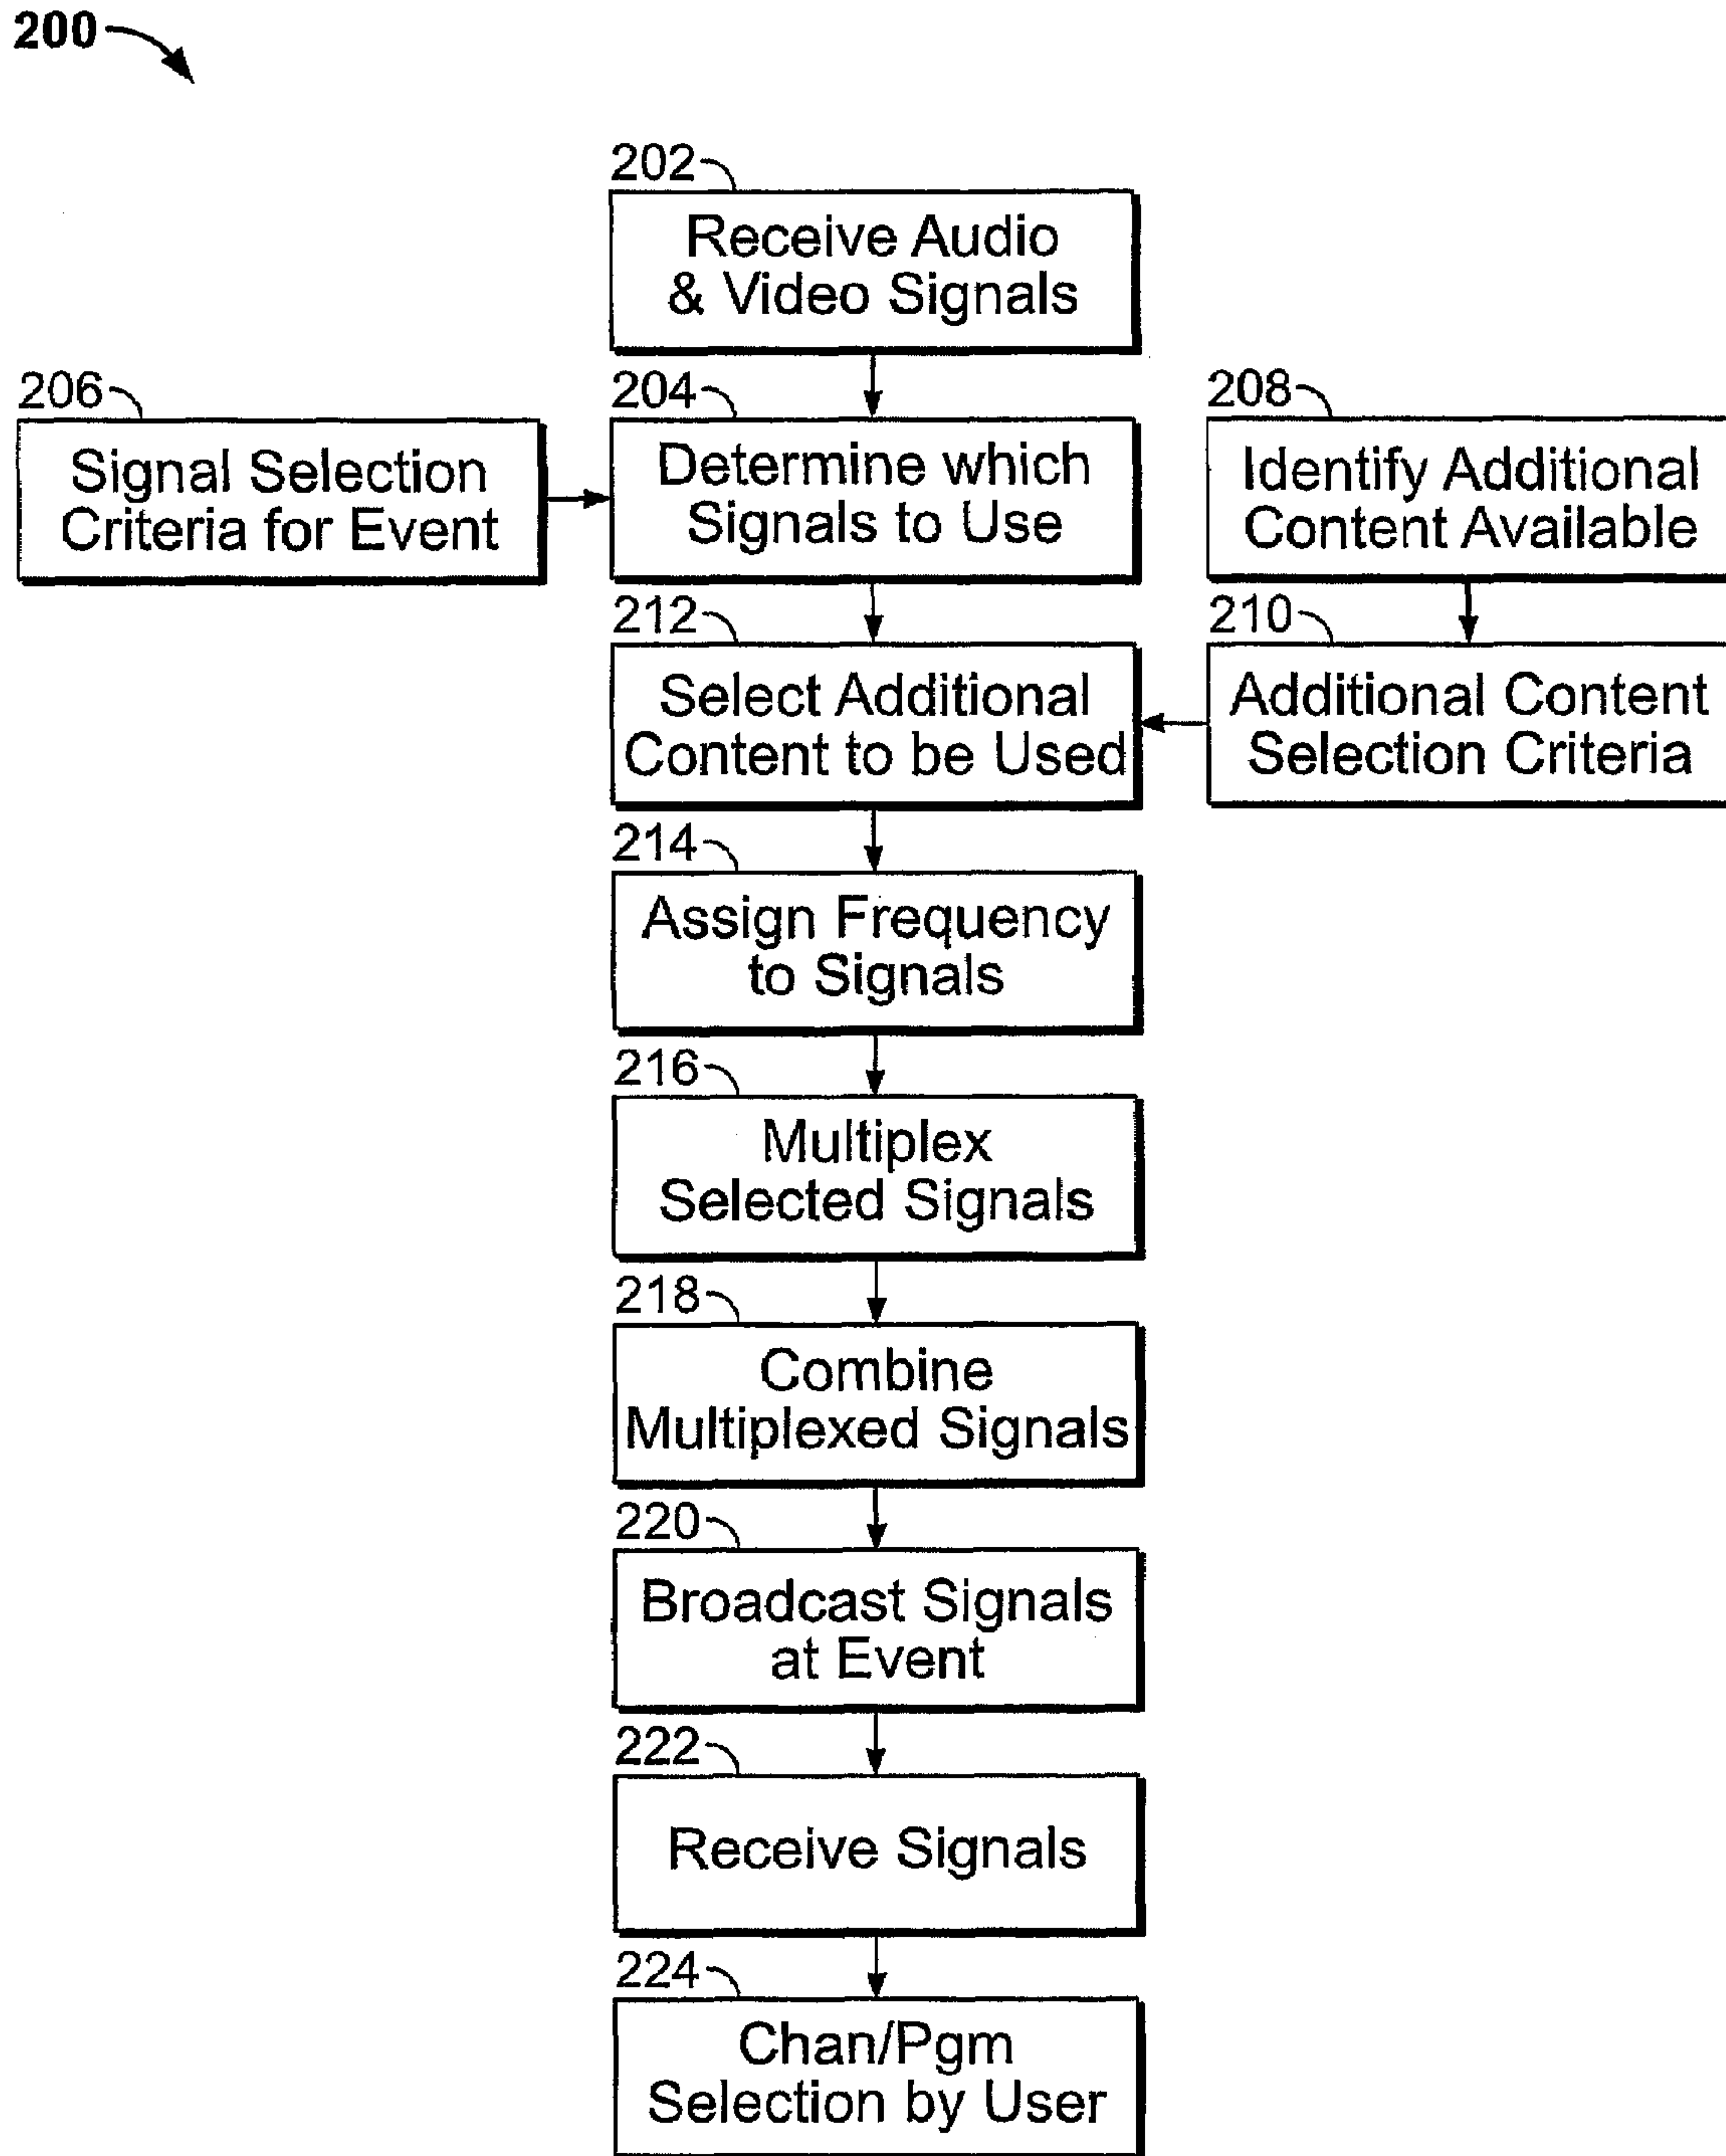 200
202
Receive Audio
& Video Signals
206
Signal Selection
Criteria for Event
204
Determine which
Signals to Use
208
Identify Additional
Content Available
212
Select Additional
Content to be Used
210
Additional Content
Selection Criteria
214
Assign Frequency
to Signals
216
Multiplex
Selected Signals
218
Combine
Multiplexed Signals
220
Broadcast Signals
at Event
222
Receive Signals
224
Chan/Pgm
Selection by User